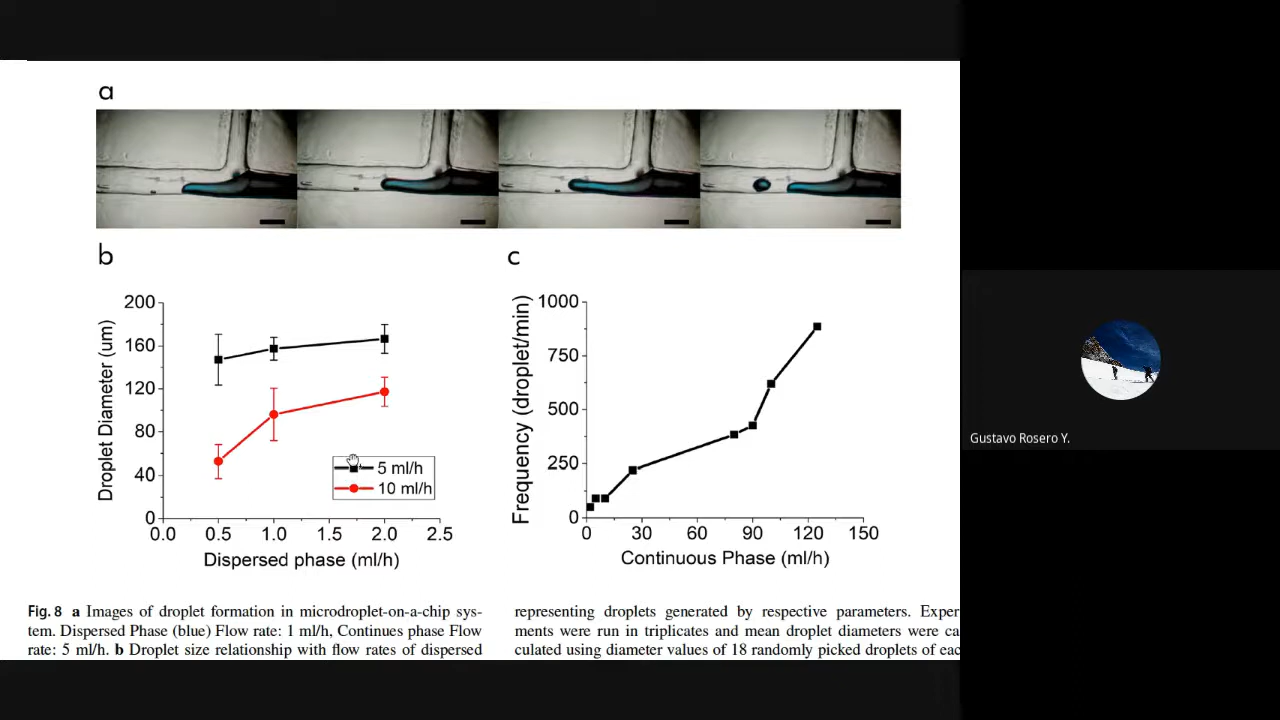 a
b
c
200
160
120
80
40
0
0.0 0.5 1.0 1.5 2.0 2.5
Droplet Diameter (um)
Dispersed phase (ml/h)
5 ml/h
10 ml/h
1000
750
500
250
0
0 30 60 90 120 150
Frequency (droplet/min)
Continuous Phase (ml/h)
Fig. 8 a Images of droplet formation in microdroplet-on-a-chip sys-
tem. Dispersed Phase (blue) Flow rate: 1 ml/h, Continues phase Flow
rate: 5 ml/h. b Droplet size relationship with flow rates of dispersed
representing droplets generated by respective parameters. Exper
ments were run in triplicates and mean droplet diameters were ca
culated using diameter values of 18 randomly picked droplets of eac
Gustavo Rosero Y.